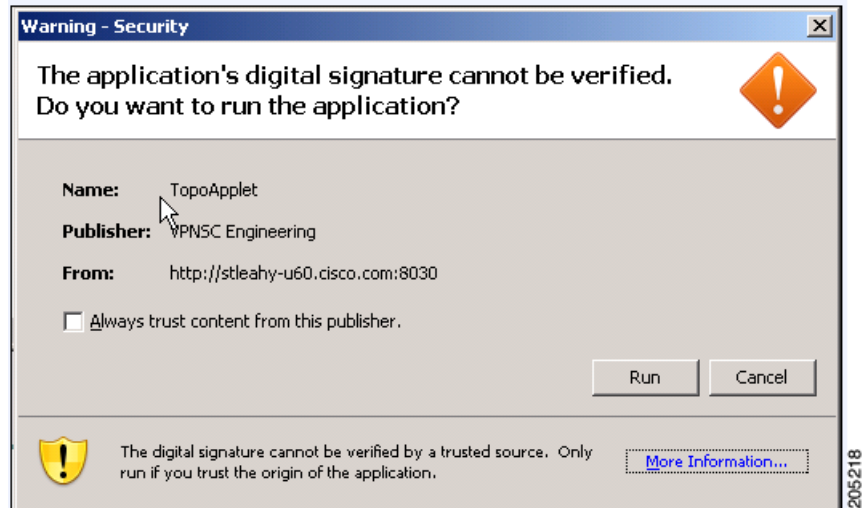 Warning - Security
The application's digital signature cannot be verified.
Do you want to run the application?
Name: TopoApplet
Publisher: VPNSC Engineering
From: http://stleahy-u60.cisco.com:8030
Always trust content from this publisher.
Run Cancel
The digital signature cannot be verified by a trusted source. Only
run if you trust the origin of the application.
More Information...
205218